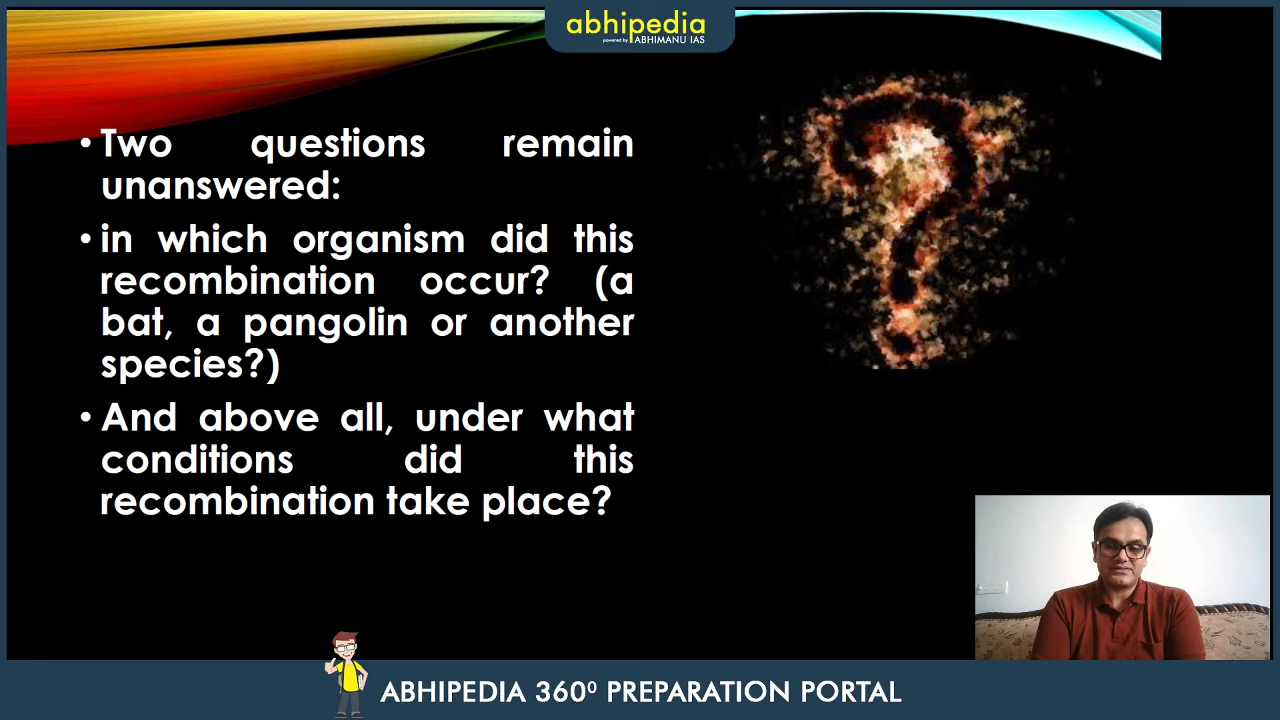 abhipedia
powered by ABHIMANU IAS
• Two questions remain
unanswered:
• in which organism did this
recombination occur? (a
bat, a pangolin or another
species?)
• And above all, under what
conditions did this
recombination take place?
ABHIPEDIA 360⁰ PREPARATION PORTAL